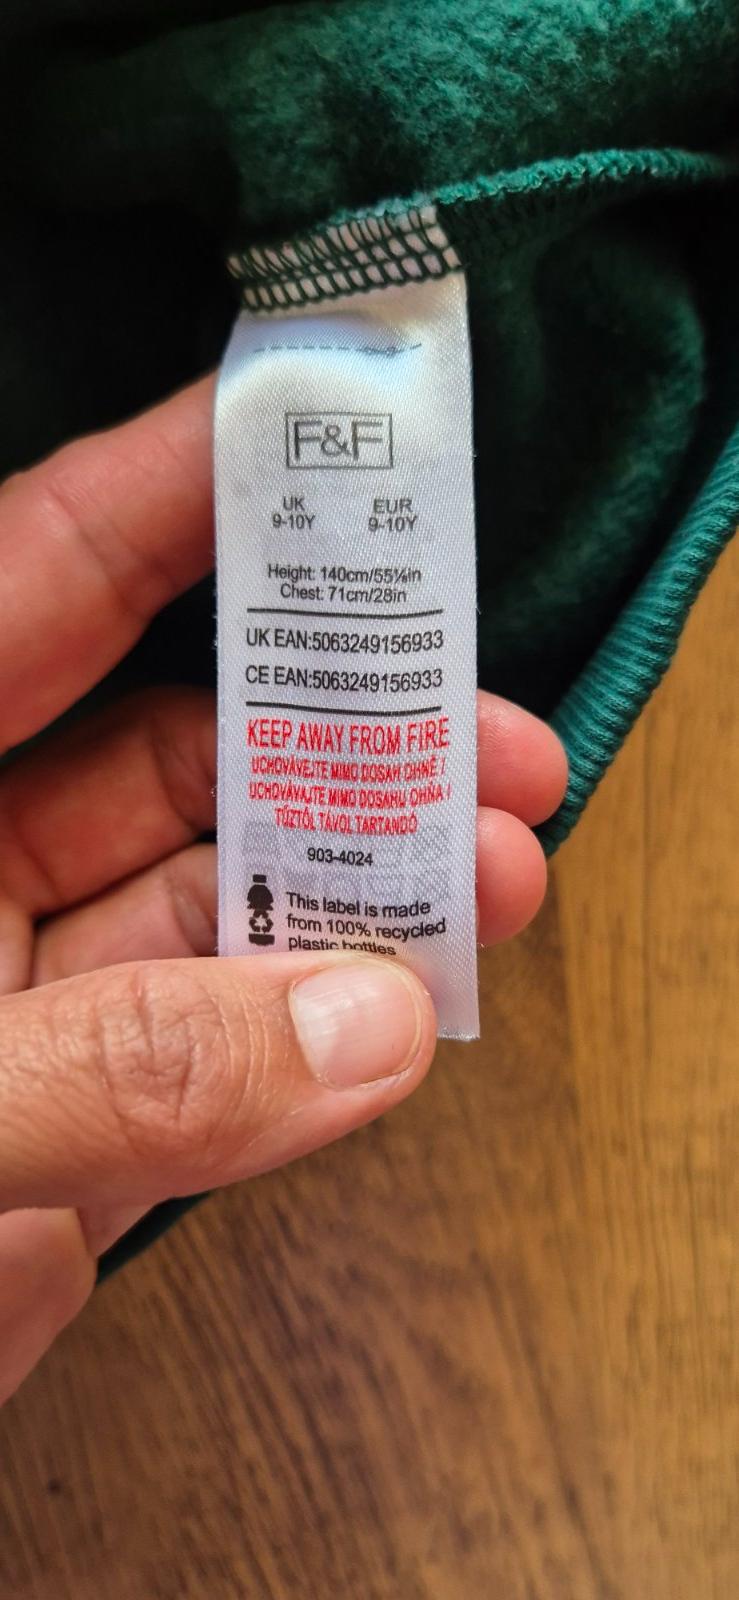 F&F
UK EUR
9-10Y 9-10Y
Height: 140cm/55⅛in
Chest: 71cm/28in
UK EAN:5063249156933
CE EAN:5063249156933
KEEP AWAY FROM FIRE
UCHOVÁVEJTE MIMO DOSAH OHNĚ /
UCHOVÁVAJTE MIMO DOSAHU OHŇA /
TŰZTŐL TÁVOL TARTANDÓ
903-4024
This label is made
from 100% recycled
plastic bottles